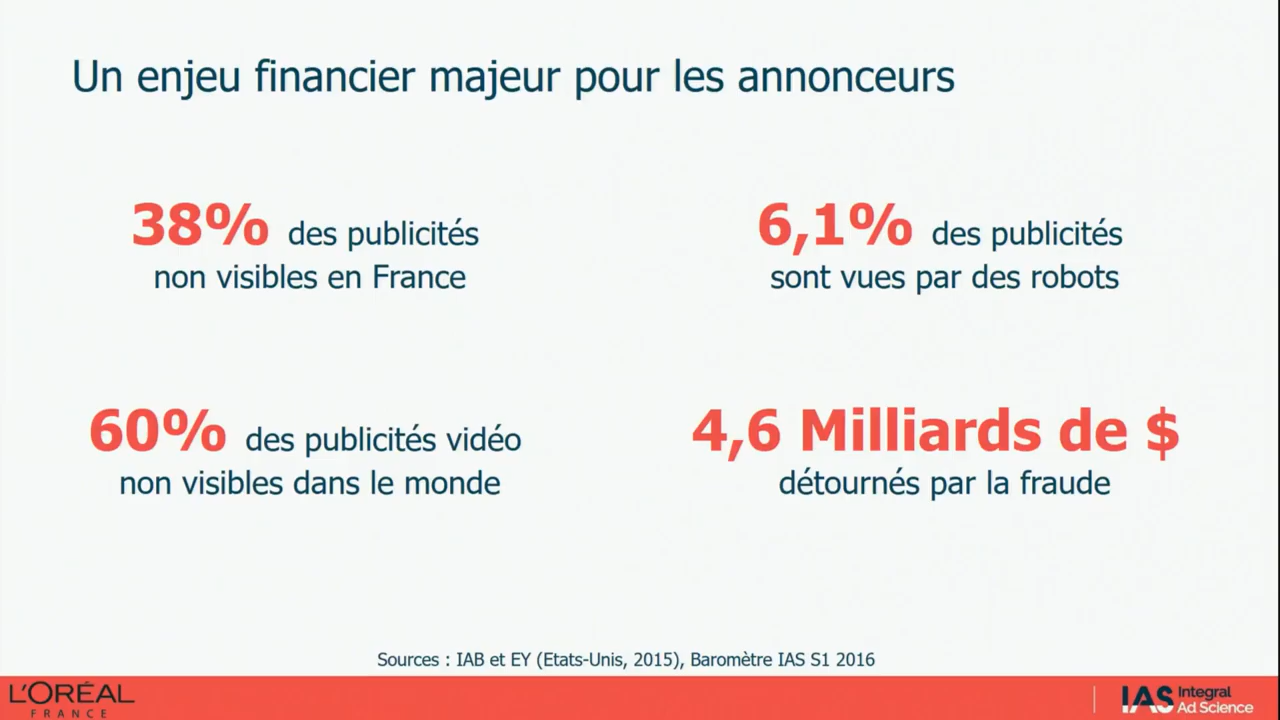 Un enjeu financier majeur pour les annonceurs
38% des publicités
non visibles en France
6,1% des publicités
sont vues par des robots
60% des publicités vidéo
non visibles dans le monde
4,6 Milliards de $
détournés par la fraude
Sources : IAB et EY (Etats-Unis, 2015), Baromètre IAS S1 2016
L'ORÉAL
FRANCE
IAS Integral
Ad Science